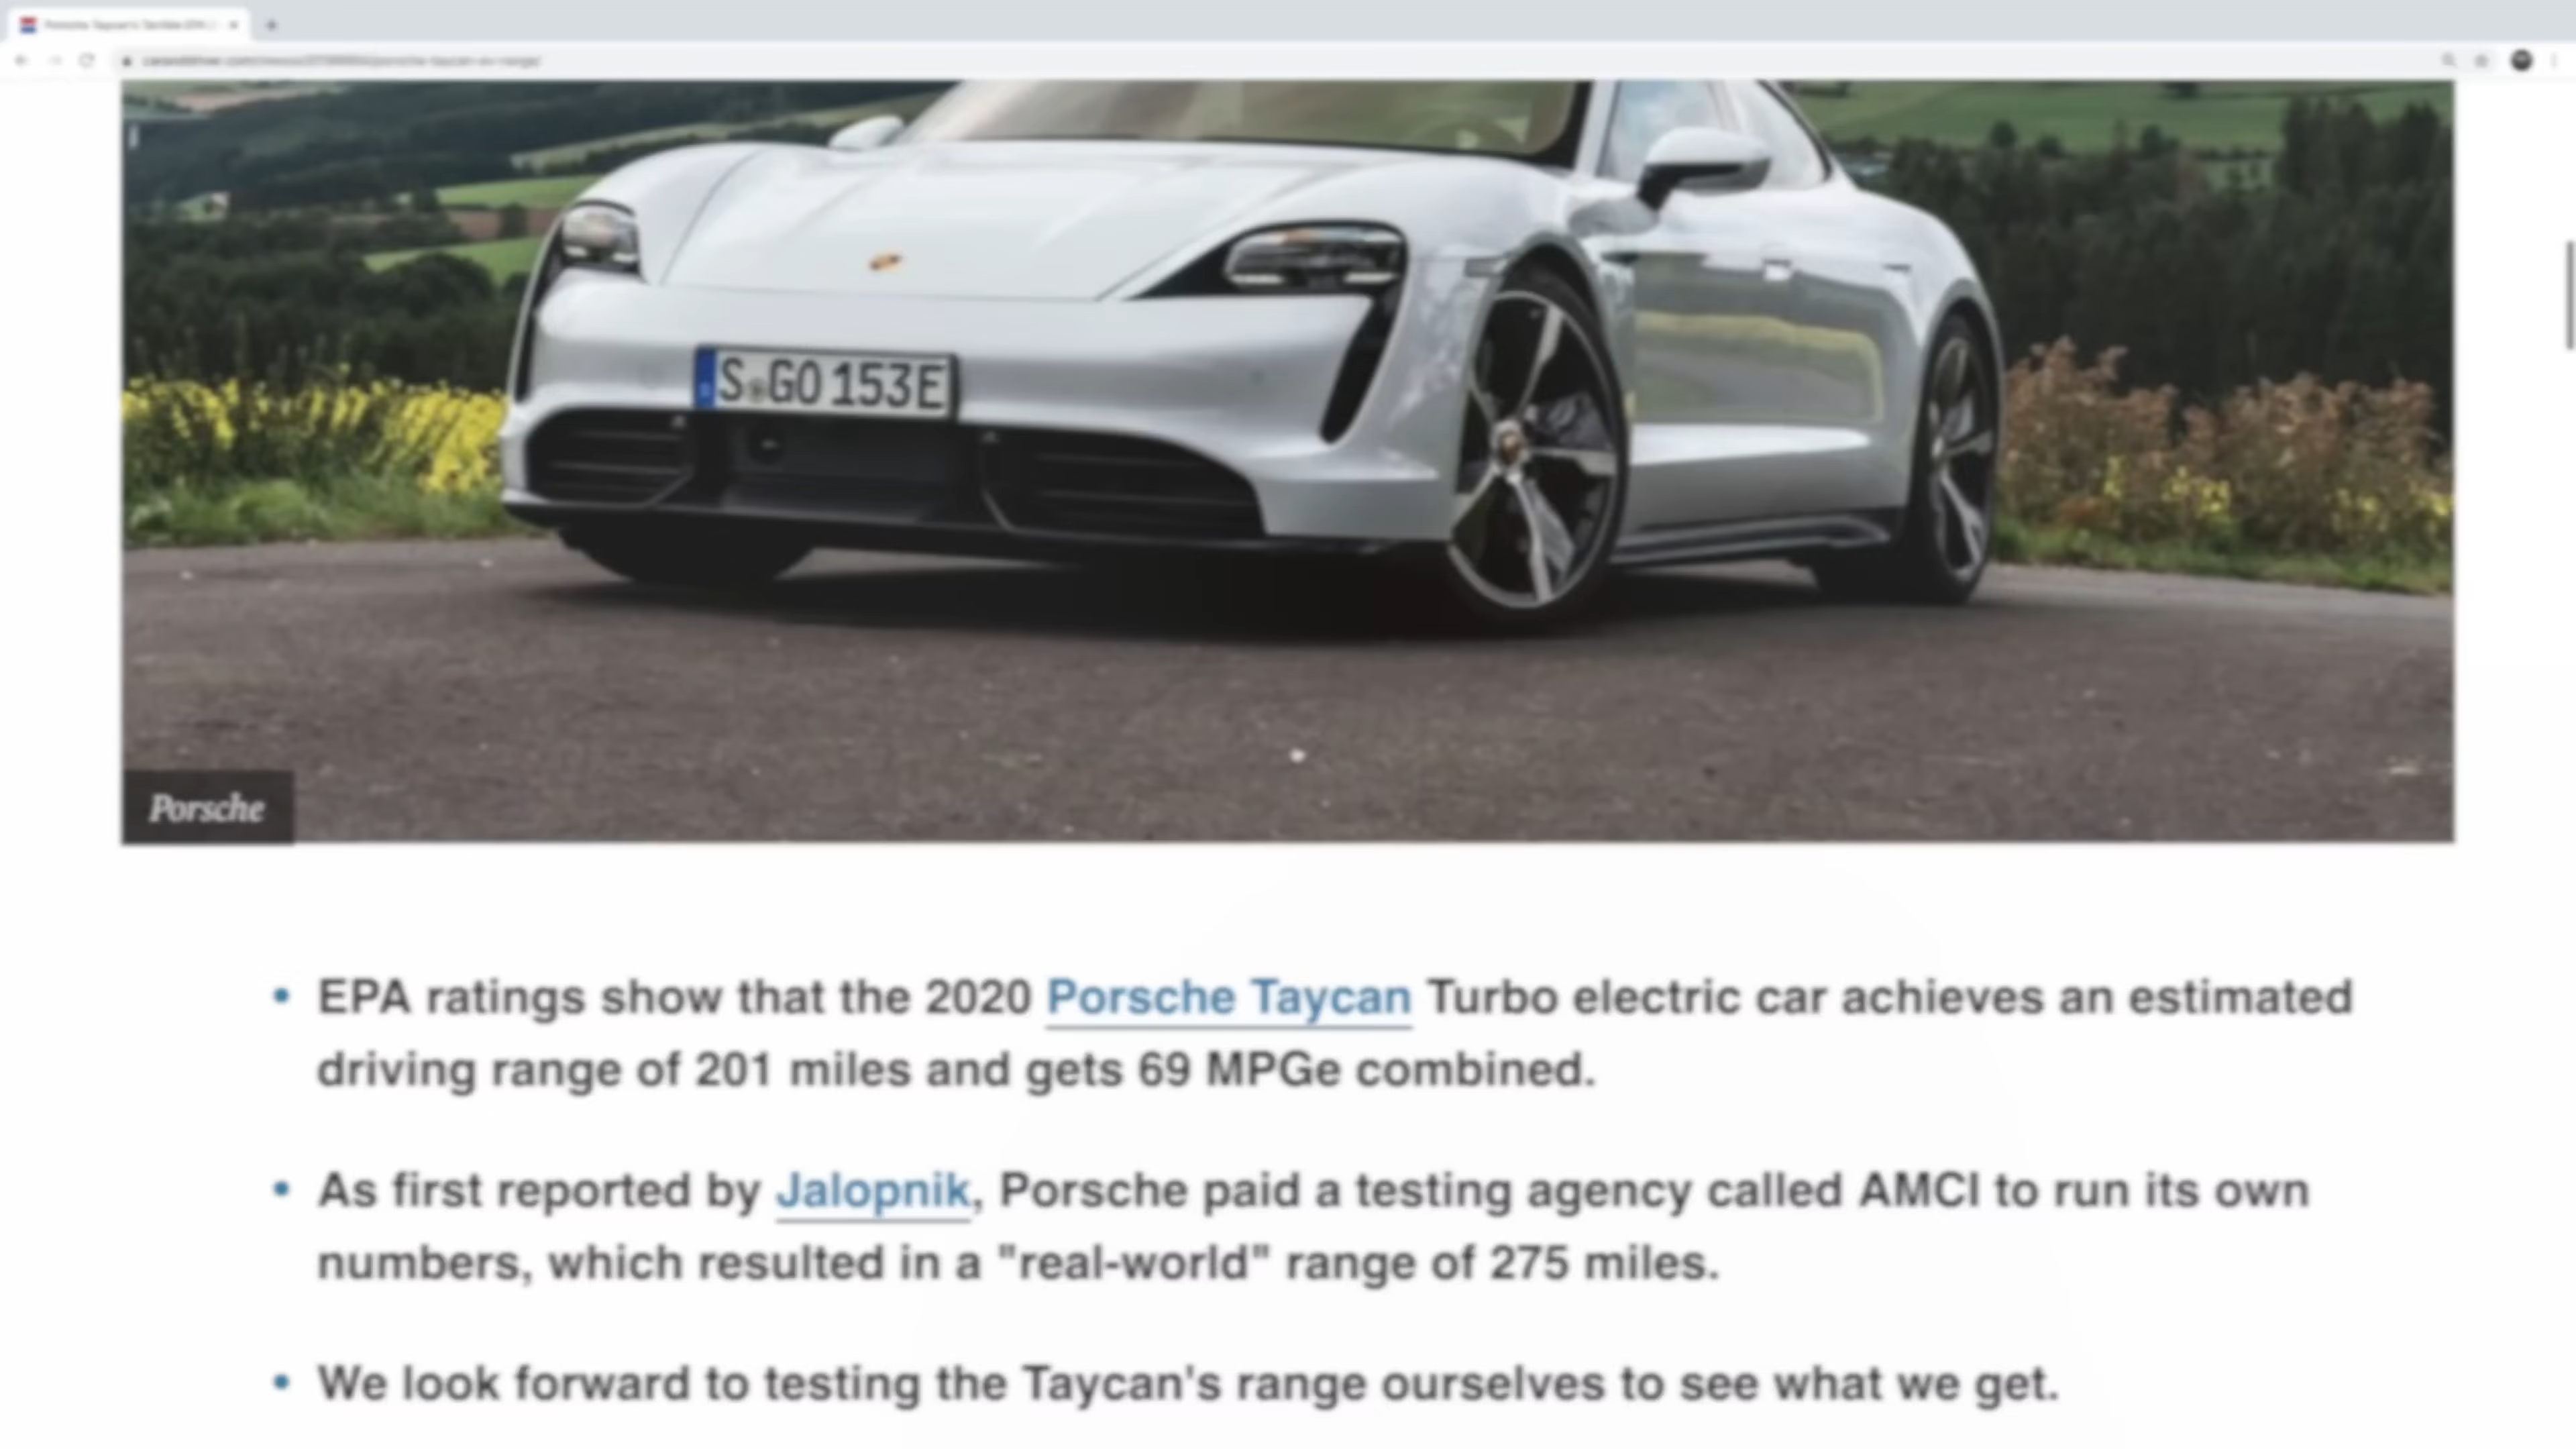 S GO 153E
Porsche
• EPA ratings show that the 2020 Porsche Taycan Turbo electric car achieves an estimated
driving range of 201 miles and gets 69 MPGe combined.
• As first reported by Jalopnik, Porsche paid a testing agency called AMCI to run its own
numbers, which resulted in a "real-world" range of 275 miles.
• We look forward to testing the Taycan's range ourselves to see what we get.